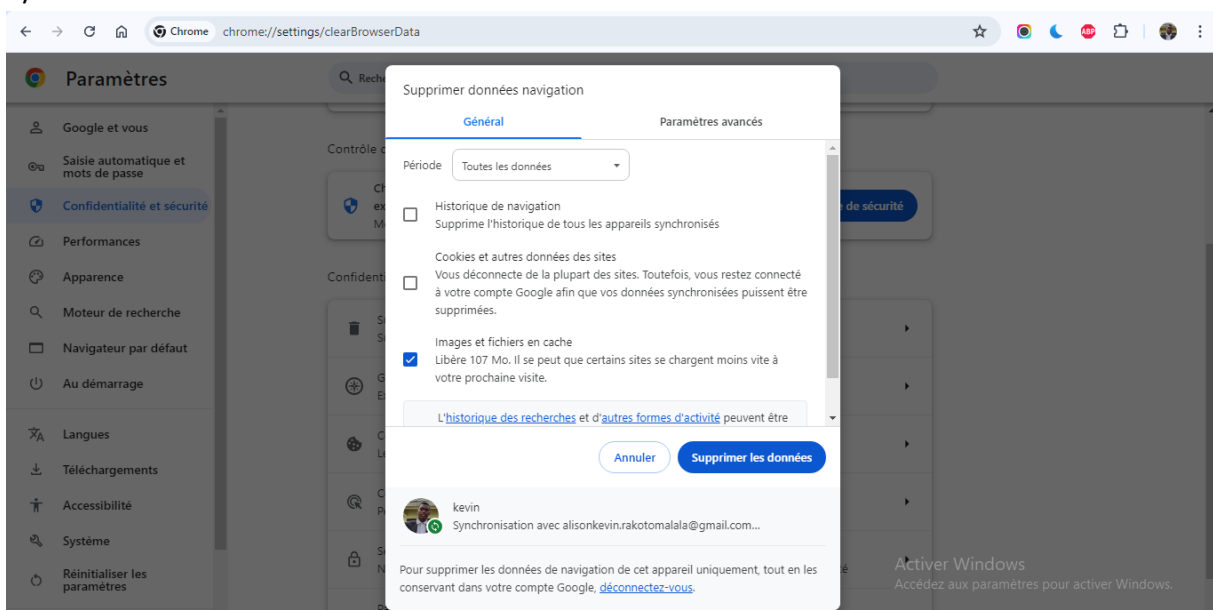 Chrome
chrome://settings/clearBrowserData
ABP
Paramètres
Reche
Google et vous
Saisie automatique et
mots de passe
Confidentialité et sécurité
Performances
Apparence
Moteur de recherche
Navigateur par défaut
Au démarrage
Langues
Téléchargements
Accessibilité
Système
Réinitialiser les
paramètres
Contrôle
de sécurité
Confidenti
Supprimer données navigation
Général
Paramètres avancés
Période
Toutes les données
Historique de navigation
Supprime l'historique de tous les appareils synchronisés
Cookies et autres données des sites
Vous déconnecte de la plupart des sites. Toutefois, vous restez connecté
à votre compte Google afin que vos données synchronisées puissent être
supprimées.
Images et fichiers en cache
Libère 107 Mo. Il se peut que certains sites se chargent moins vite à
votre prochaine visite.
L'historique des recherches et d'autres formes d'activité peuvent être
Annuler
Supprimer les données
kevin
Synchronisation avec alisonkevin.rakotomalala@gmail.com...
Pour supprimer les données de navigation de cet appareil uniquement, tout en les
conservant dans votre compte Google, déconnectez-vous.
Activer Windows
Accédez aux paramètres pour activer Windows.